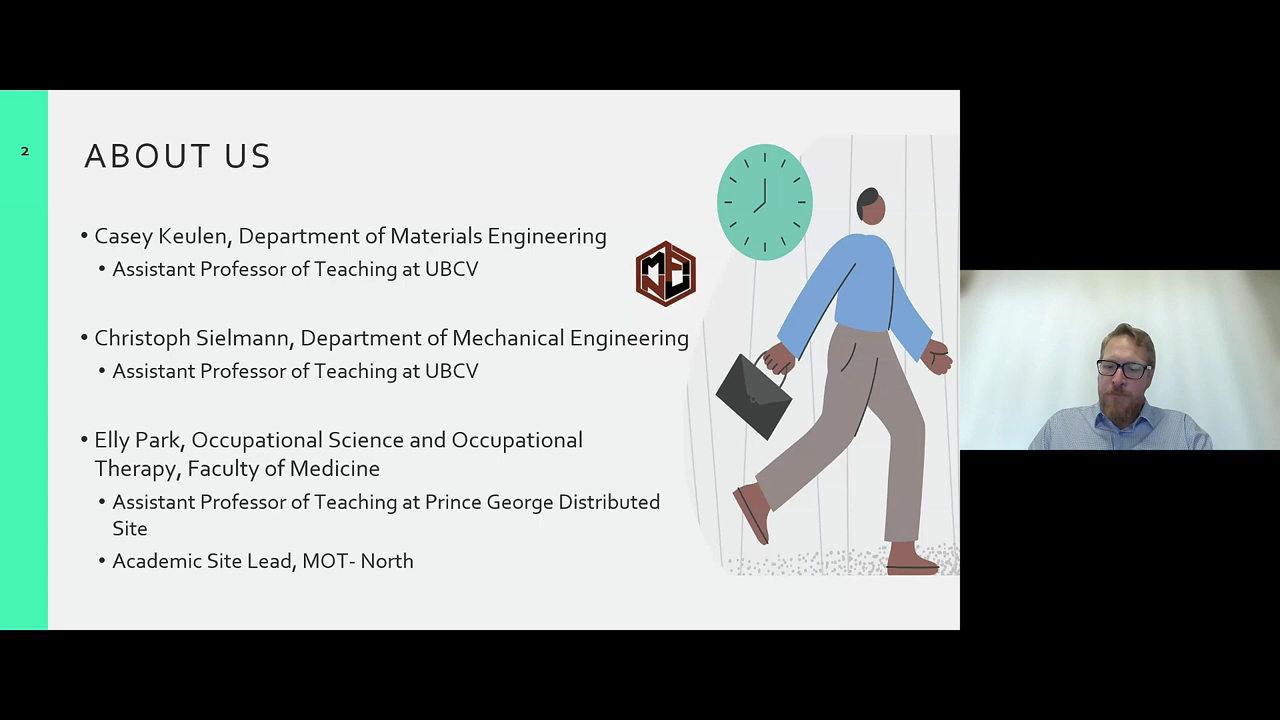 2
ABOUT US
• Casey Keulen, Department of Materials Engineering
• Assistant Professor of Teaching at UBCV
• Christoph Sielmann, Department of Mechanical Engineering
• Assistant Professor of Teaching at UBCV
• Elly Park, Occupational Science and Occupational
Therapy, Faculty of Medicine
• Assistant Professor of Teaching at Prince George Distributed
Site
• Academic Site Lead, MOT- North